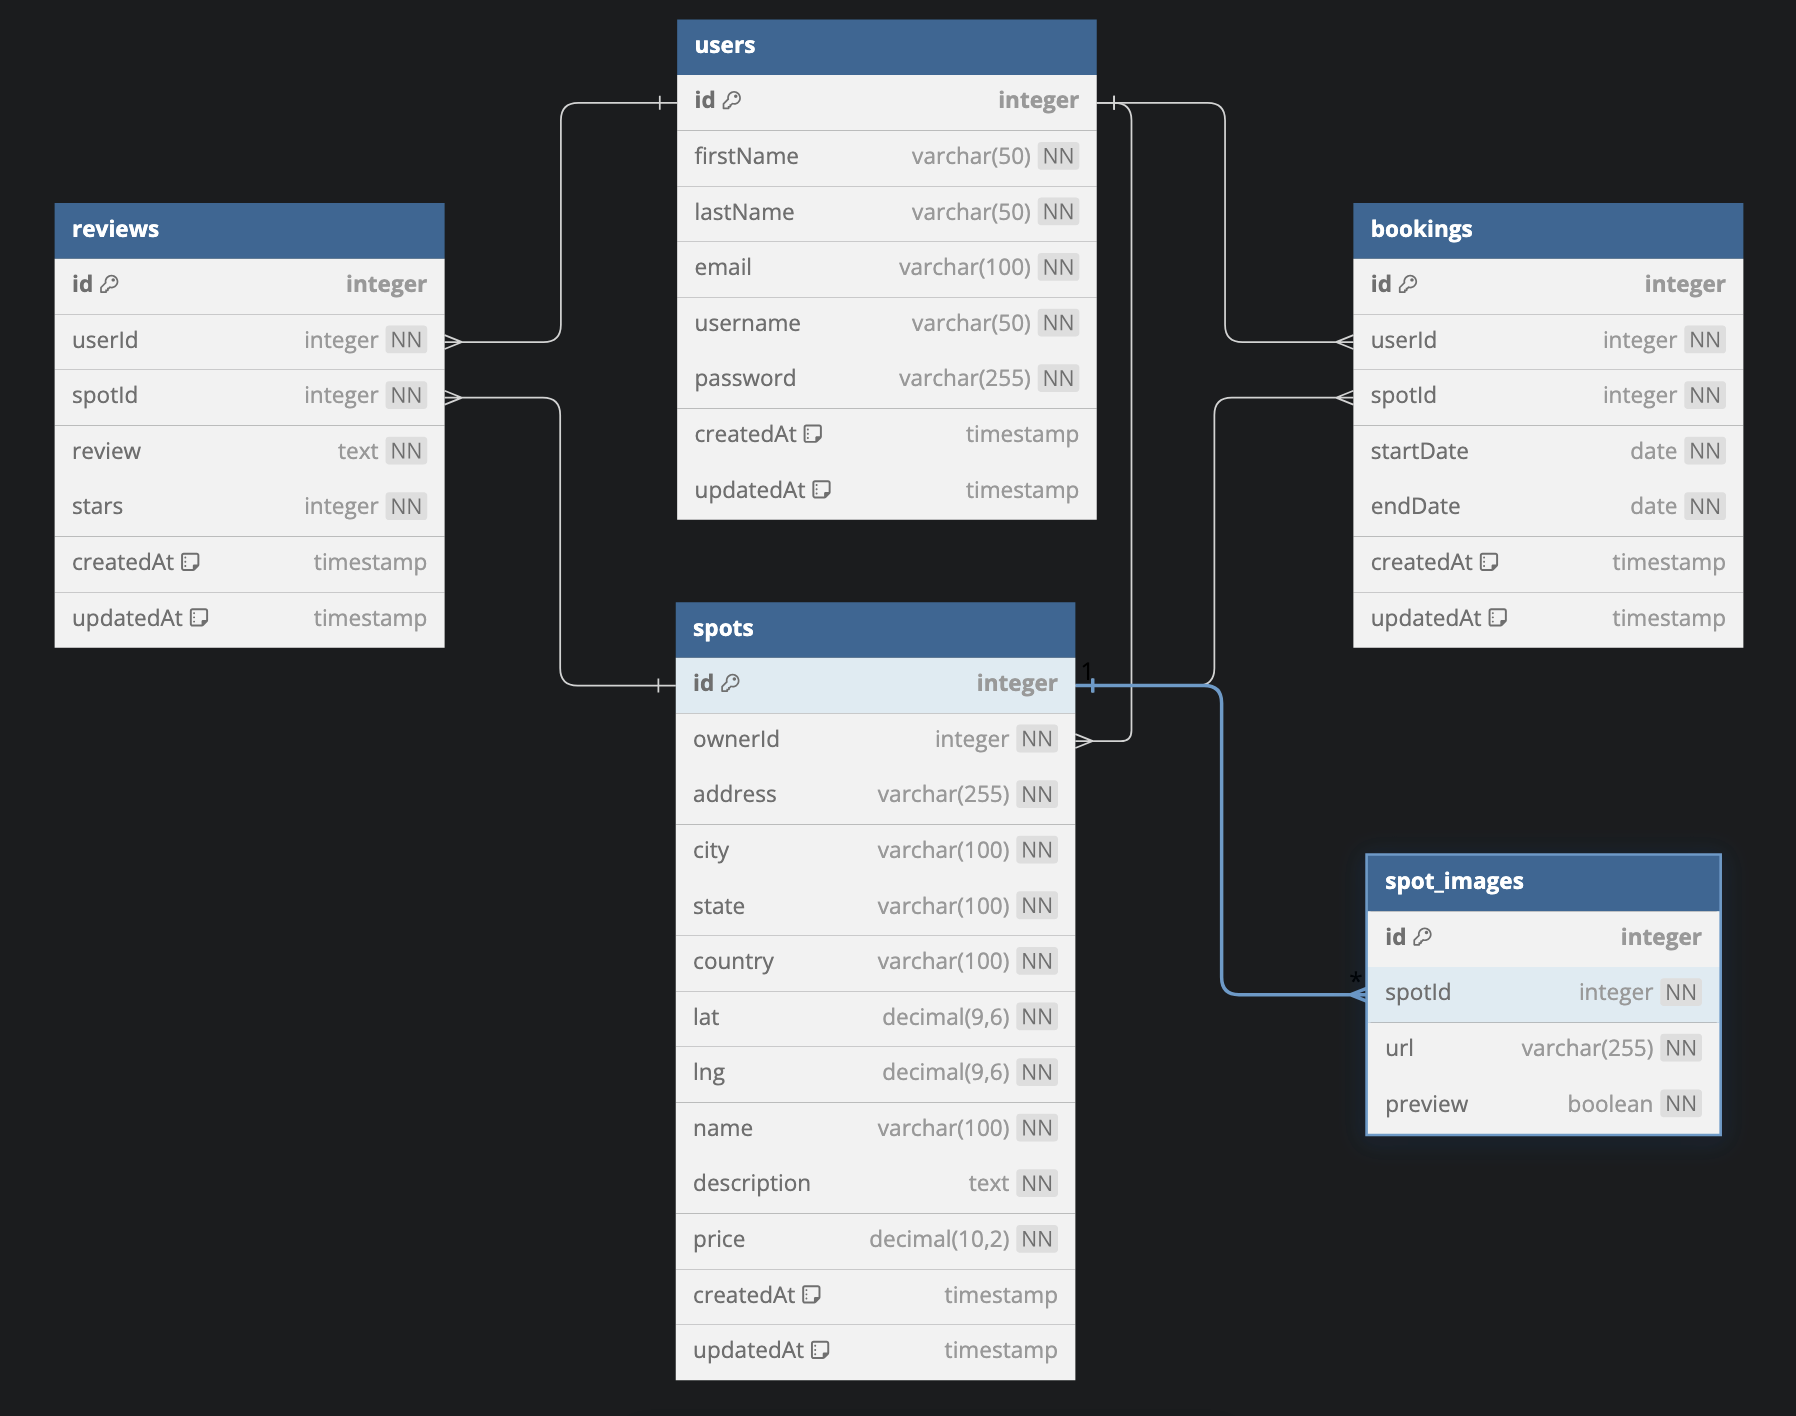 users
id integer
firstName varchar(50) NN
lastName varchar(50) NN
email varchar(100) NN
username varchar(50) NN
password varchar(255) NN
createdAt timestamp
updatedAt timestamp
reviews
id integer
userId integer NN
spotId integer NN
review text NN
stars integer NN
createdAt timestamp
updatedAt timestamp
bookings
id integer
userId integer NN
spotId integer NN
startDate date NN
endDate date NN
createdAt timestamp
updatedAt timestamp
spots
id integer
1
ownerId integer NN
address varchar(255) NN
city varchar(100) NN
state varchar(100) NN
country varchar(100) NN
lat decimal(9,6) NN
lng decimal(9,6) NN
name varchar(100) NN
description text NN
price decimal(10,2) NN
createdAt timestamp
updatedAt timestamp
spot_images
id integer
*
spotId integer NN
url varchar(255) NN
preview boolean NN